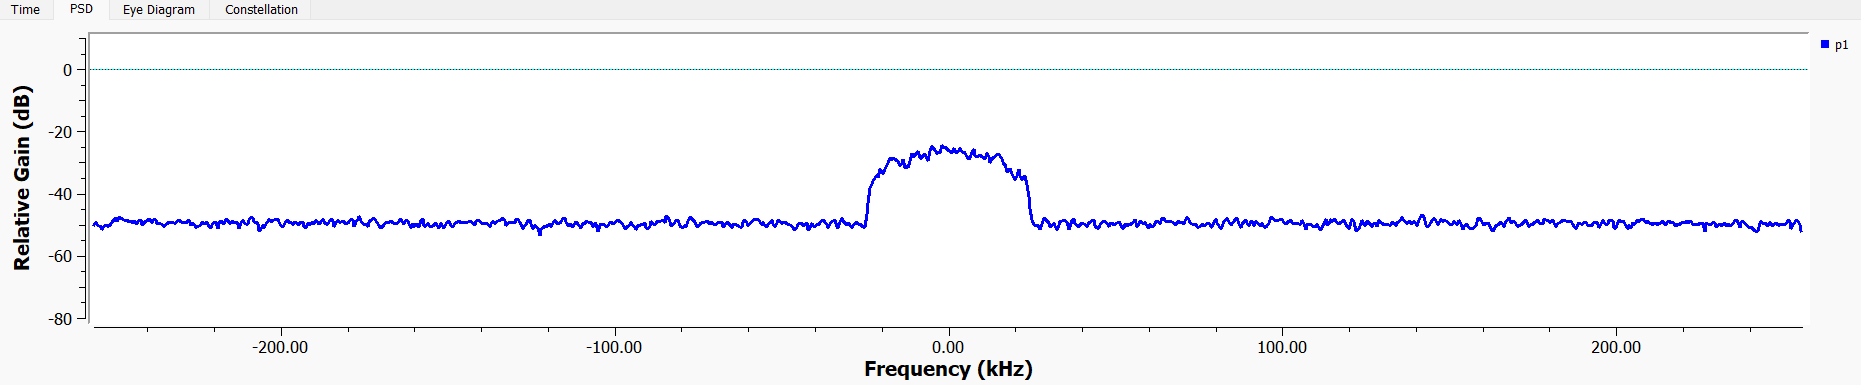 Time PSD Eye Diagram Constellation
p1
0
-20
-40
-60
-80
Relative Gain (dB)
-200.00 -100.00 0.00 100.00 200.00
Frequency (kHz)